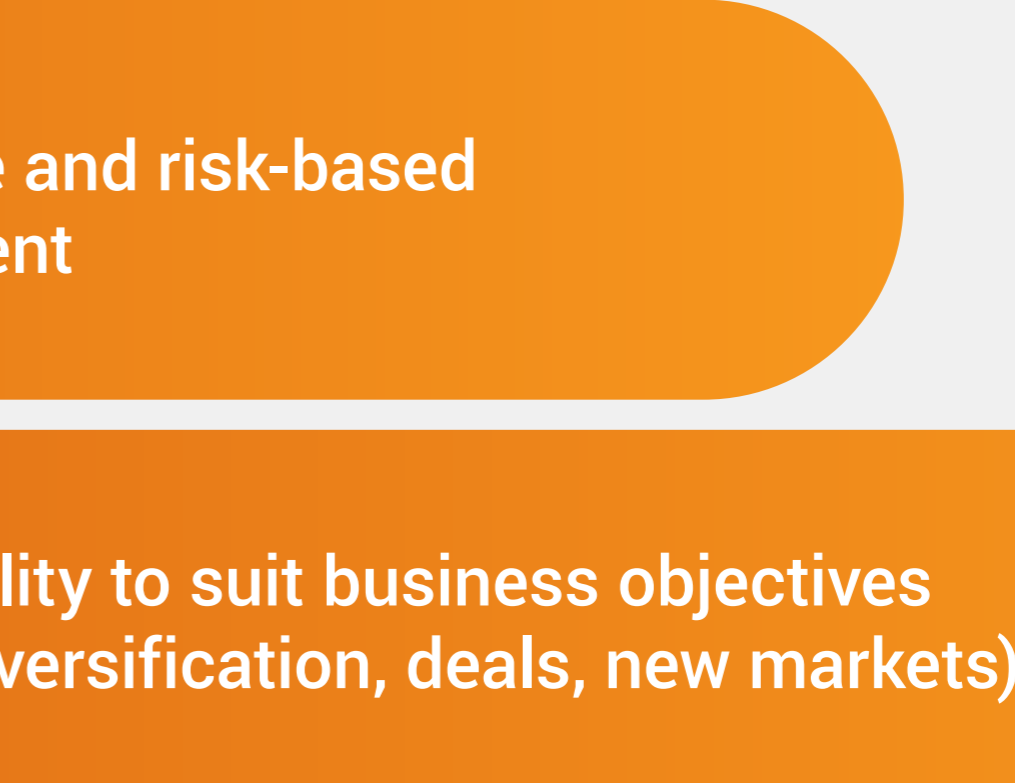 and risk-based
ent
lity to suit business objectives
versification, deals, new markets)